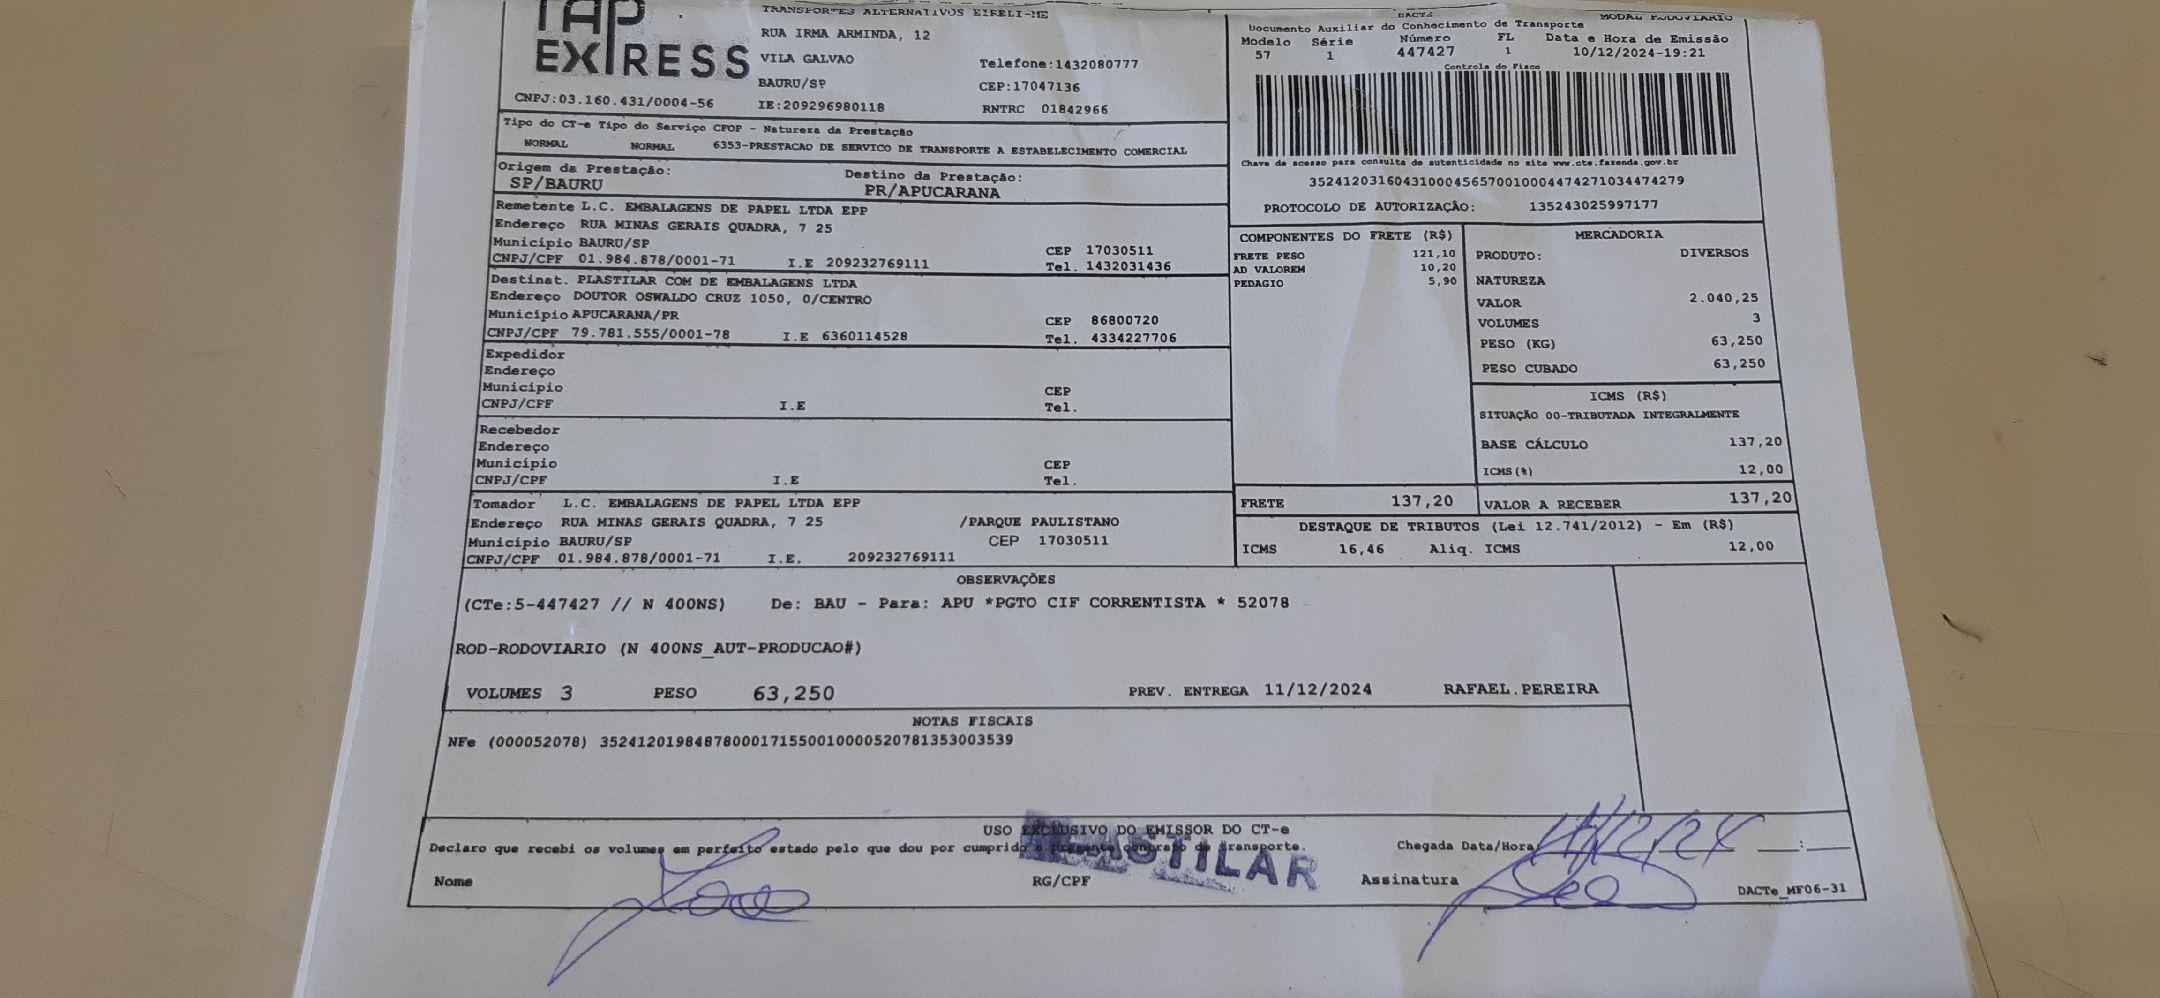 TAP
EXPRESS
TRANSPORTES ALTERNATIVOS EIRELI-ME
RUA IRMA ARMINDA, 12
VILA GALVAO
Telefone:1432080777
BAURU/SP
CEP:17047136
CNPJ:03.160.431/0004-56
IE:209296980118
RNTRC 01842966
DACTE
MODAL RODOVIARIO
Documento Auxiliar do Conhecimento de Transporte
Modelo Série Número FL Data e Hora de Emissão
57 1 447427 1 10/12/2024-19:21
Controle do Fisco
Chave de acesso para consulta de autenticidade no site www.cte.fazenda.gov.br
35241203160431000456570010004474271034474279
PROTOCOLO DE AUTORIZAÇÃO: 135243025997177
Tipo do CT-e Tipo do Serviço CFOP - Natureza da Prestação
NORMAL NORMAL 6353-PRESTACAO DE SERVICO DE TRANSPORTE A ESTABELECIMENTO COMERCIAL
Origem da Prestação: Destino da Prestação:
SP/BAURU PR/APUCARANA
Remetente L.C. EMBALAGENS DE PAPEL LTDA EPP
Endereço RUA MINAS GERAIS QUADRA, 7 25
Município BAURU/SP CEP 17030511
CNPJ/CPF 01.984.878/0001-71 I.E 209232769111 Tel. 1432031436
Destinat. PLASTILAR COM DE EMBALAGENS LTDA
Endereço DOUTOR OSWALDO CRUZ 1050, 0/CENTRO
Município APUCARANA/PR CEP 86800720
CNPJ/CPF 79.781.555/0001-78 I.E 6360114528 Tel. 4334227706
Expedidor
Endereço
Município CEP
CNPJ/CPF I.E Tel.
Recebedor
Endereço
Município CEP
CNPJ/CPF I.E Tel.
Tomador L.C. EMBALAGENS DE PAPEL LTDA EPP
Endereço RUA MINAS GERAIS QUADRA, 7 25 /PARQUE PAULISTANO
Município BAURU/SP CEP 17030511
CNPJ/CPF 01.984.878/0001-71 I.E. 209232769111
COMPONENTES DO FRETE (R$)
FRETE PESO 121,10
AD VALOREM 10,20
PEDAGIO 5,90
FRETE 137,20
MERCADORIA
PRODUTO: DIVERSOS
NATUREZA
VALOR 2.040,25
VOLUMES 3
PESO (KG) 63,250
PESO CUBADO 63,250
ICMS (R$)
SITUAÇÃO 00-TRIBUTADA INTEGRALMENTE
BASE CÁLCULO 137,20
ICMS(%) 12,00
VALOR A RECEBER 137,20
DESTAQUE DE TRIBUTOS (Lei 12.741/2012) - Em (R$)
ICMS 16,46 Aliq. ICMS 12,00
OBSERVAÇÕES
(CTe:5-447427 // N 400NS) De: BAU - Para: APU *PGTO CIF CORRENTISTA * 52078
ROD-RODOVIARIO (N 400NS_AUT-PRODUCAO#)
VOLUMES 3 PESO 63,250 PREV. ENTREGA 11/12/2024 RAFAEL.PEREIRA
NOTAS FISCAIS
NFe (000052078) 35241201984878000171550010000520781353003539
USO EXCLUSIVO DO EMISSOR DO CT-e
Declaro que recebi os volumes em perfeito estado pelo que dou por cumprido o presente contrato de transporte.
Chegada Data/Hora 11/12/24 :
PLASTILAR
Nome RG/CPF Assinatura
DACTe_MF06-31